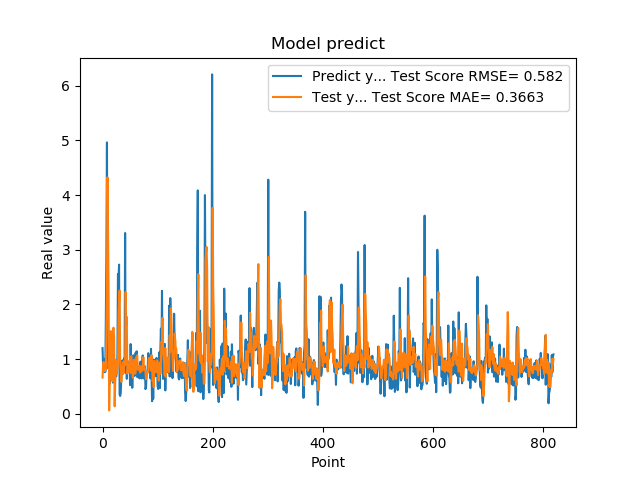 Model predict
Predict y... Test Score RMSE= 0.582
Test y... Test Score MAE= 0.3663
Real value
6
5
4
3
2
1
0
0 200 400 600 800
Point